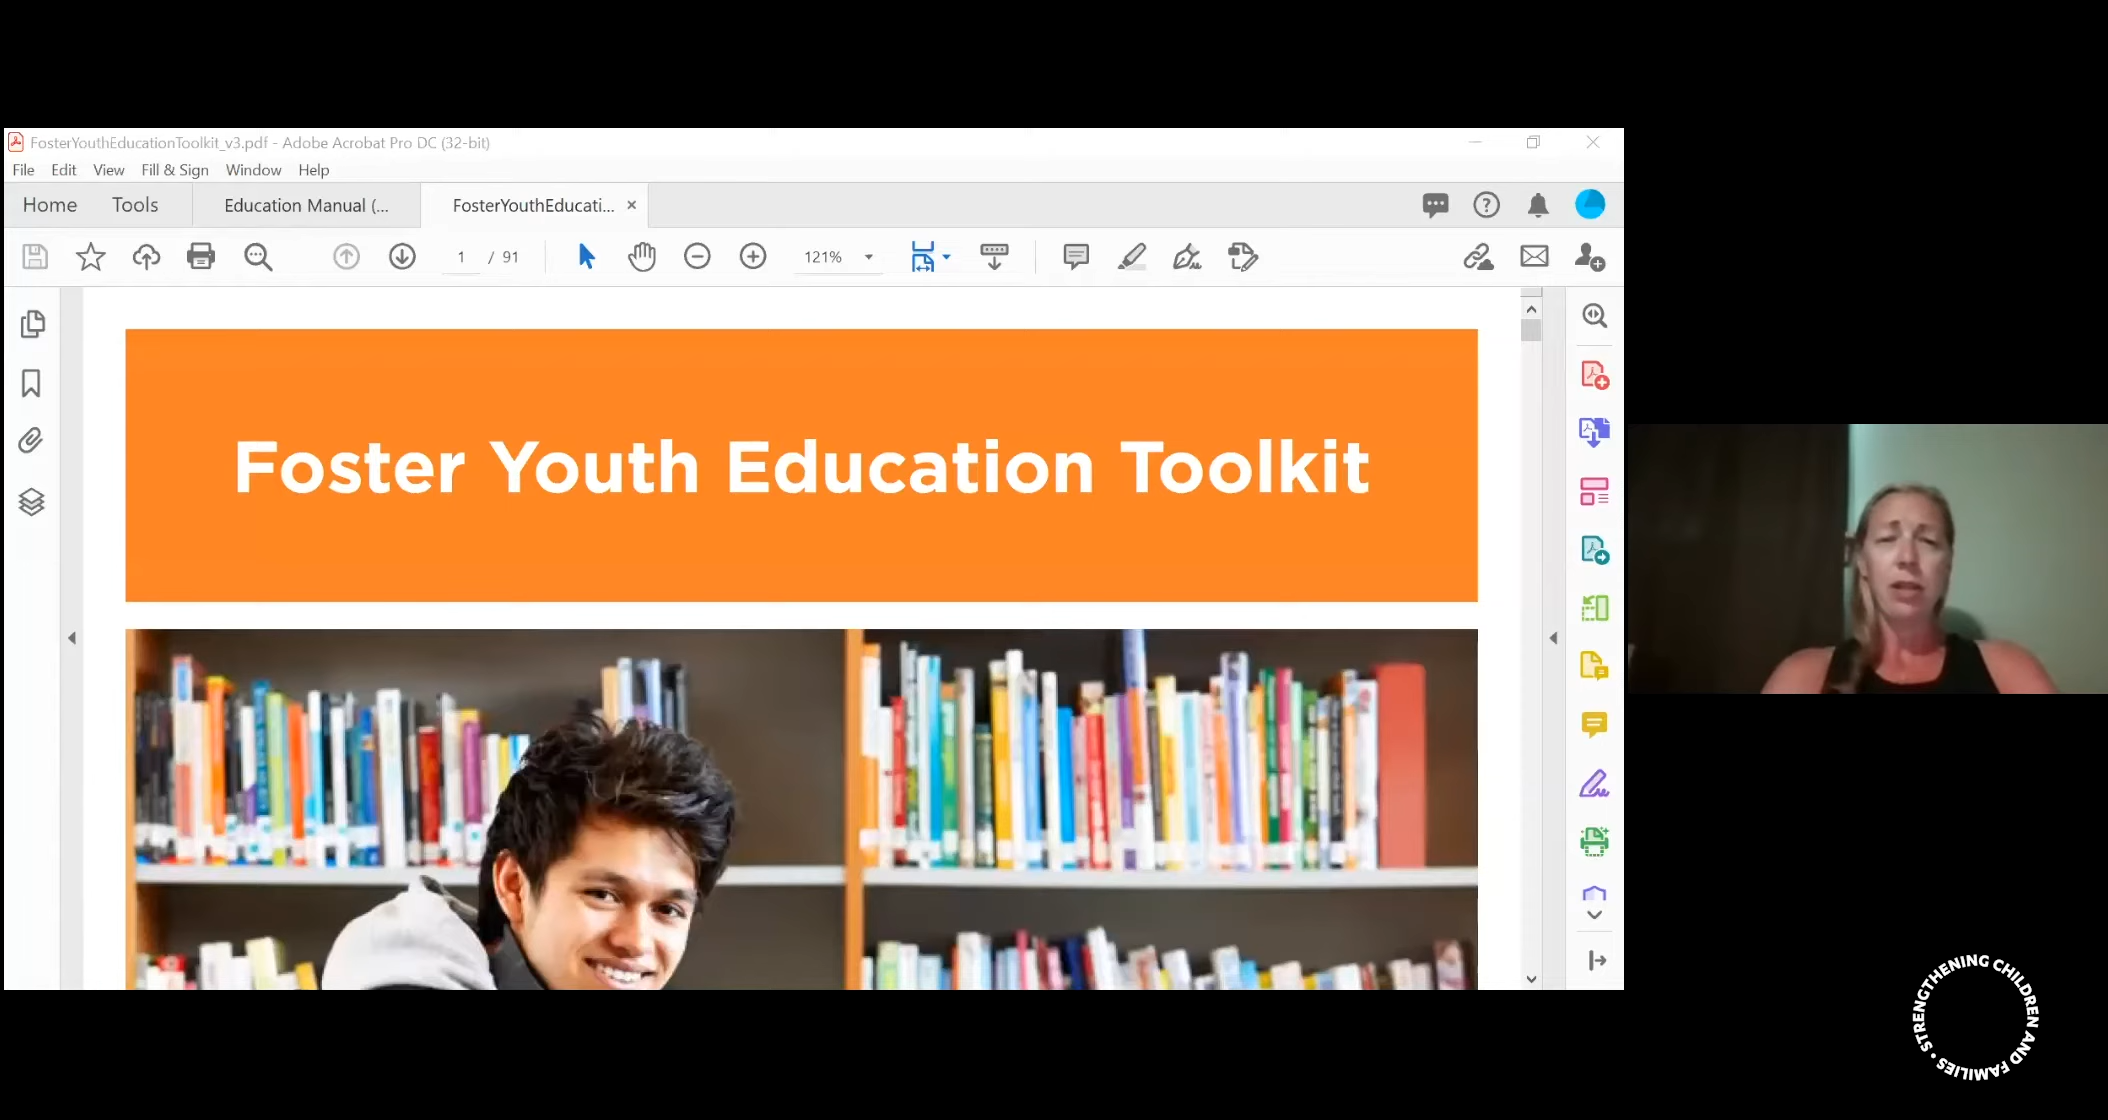 FosterYouthEducationToolkit_v3.pdf - Adobe Acrobat Pro DC (32-bit)
File Edit View Fill & Sign Window Help
Home Tools Education Manual (... FosterYouthEducati... ×
1 / 91 121%
Foster Youth Education Toolkit
STRENGTHENING CHILDREN AND FAMILIES •